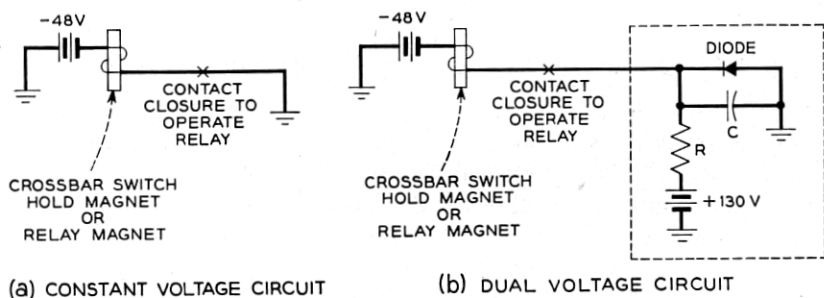 -48V
CONTACT
CLOSURE TO
OPERATE
RELAY
CROSSBAR SWITCH
HOLD MAGNET
OR
RELAY MAGNET
(a) CONSTANT VOLTAGE CIRCUIT
-48V
CONTACT
CLOSURE TO
OPERATE
RELAY
CROSSBAR SWITCH
HOLD MAGNET
OR
RELAY MAGNET
DIODE
C
R
+130 V
(b) DUAL VOLTAGE CIRCUIT